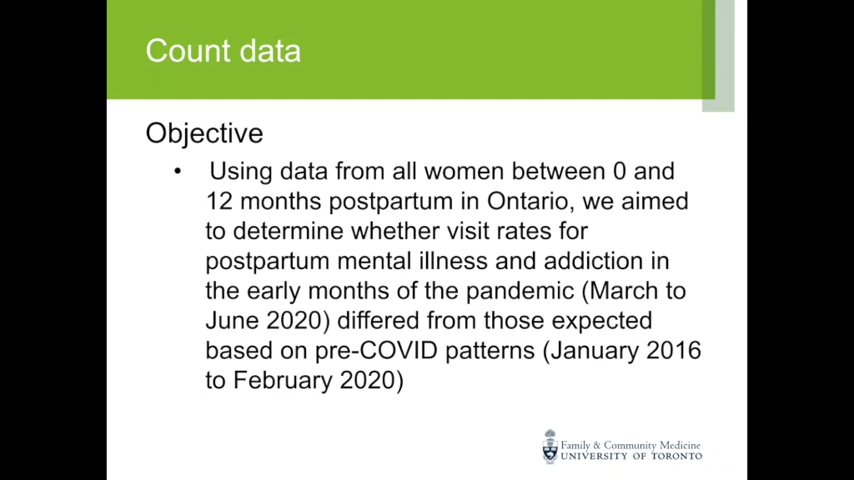 Count data
Objective
• Using data from all women between 0 and
12 months postpartum in Ontario, we aimed
to determine whether visit rates for
postpartum mental illness and addiction in
the early months of the pandemic (March to
June 2020) differed from those expected
based on pre-COVID patterns (January 2016
to February 2020)
Family & Community Medicine
UNIVERSITY OF TORONTO